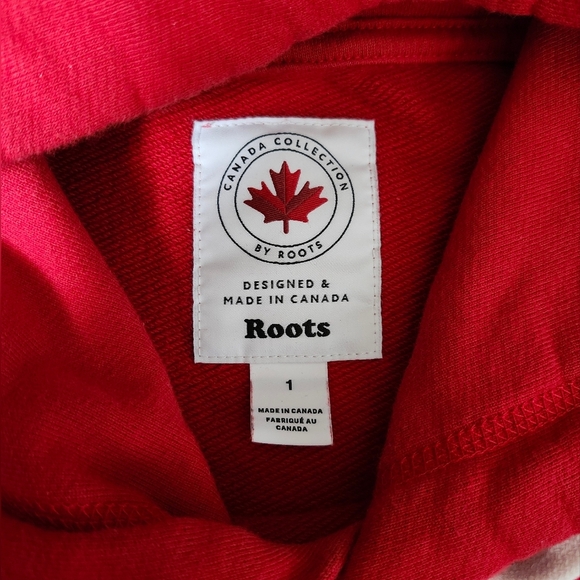 CANADA COLLECTION
BY ROOTS
DESIGNED &
MADE IN CANADA
Roots
1
MADE IN CANADA
FABRIQUÉ AU
CANADA